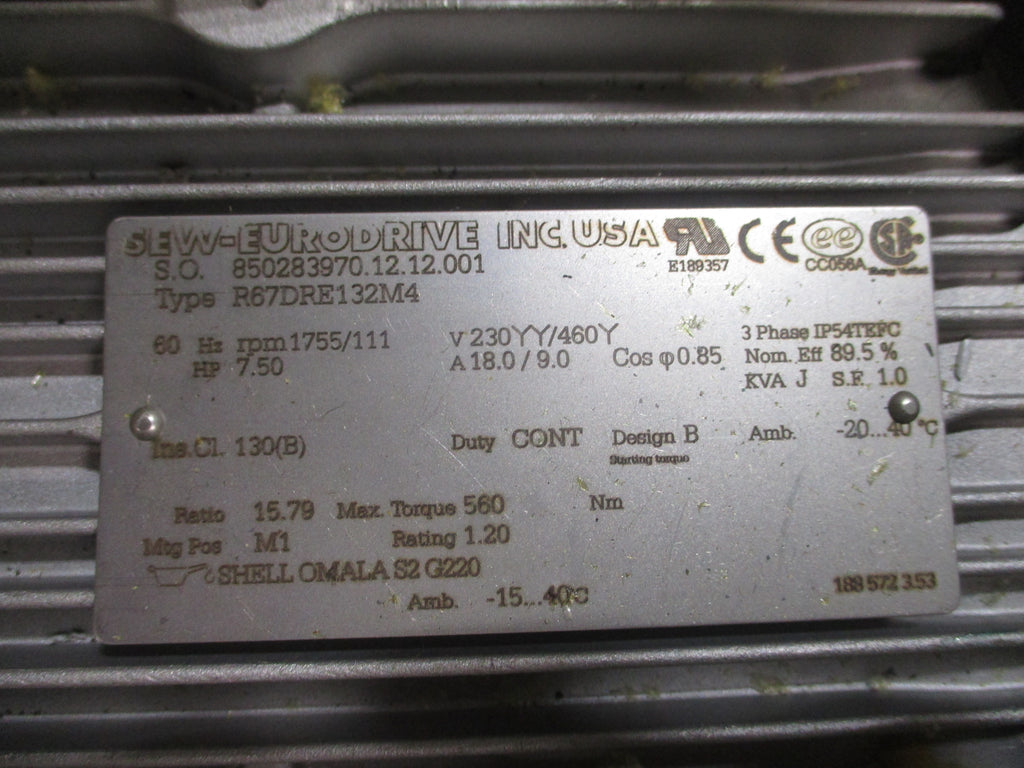 SEW-EURODRIVE INC. USA
E189357
CE
ee
CC056A
S.O. 850283970.12.12.001
Type R67DRE132M4
60 Hz rpm 1755/111 V 230YY/460Y 3 Phase IP54TEFC
HP 7.50 A 18.0 / 9.0 Cos φ 0.85 Nom. Eff 89.5 %
KVA J S.F. 1.0
Ins.Cl. 130(B) Duty CONT Design B Amb. -20...40 °C
Starting torque
Ratio 15.79 Max. Torque 560 Nm
Mtg Pos M1 Rating 1.20
SHELL OMALA S2 G220
Amb. -15...40°C
188 572 3.53